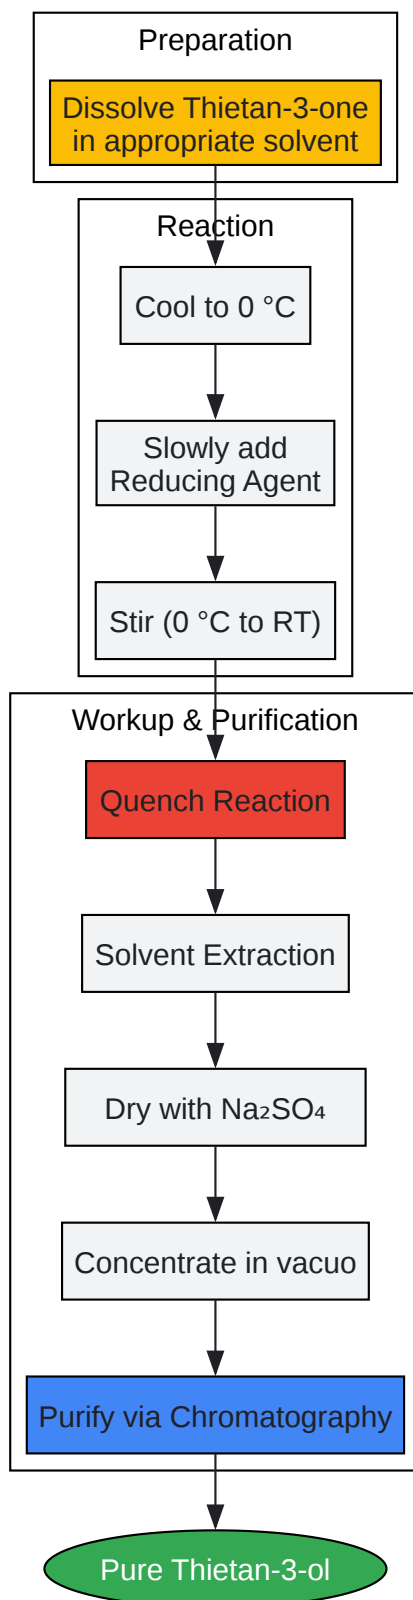 Preparation
Dissolve Thietan-3-one
in appropriate solvent
Reaction
Cool to 0 °C
Slowly add
Reducing Agent
Stir (0 °C to RT)
Workup & Purification
Quench Reaction
Solvent Extraction
Dry with Na₂SO₄
Concentrate in vacuo
Purify via Chromatography
Pure Thietan-3-ol